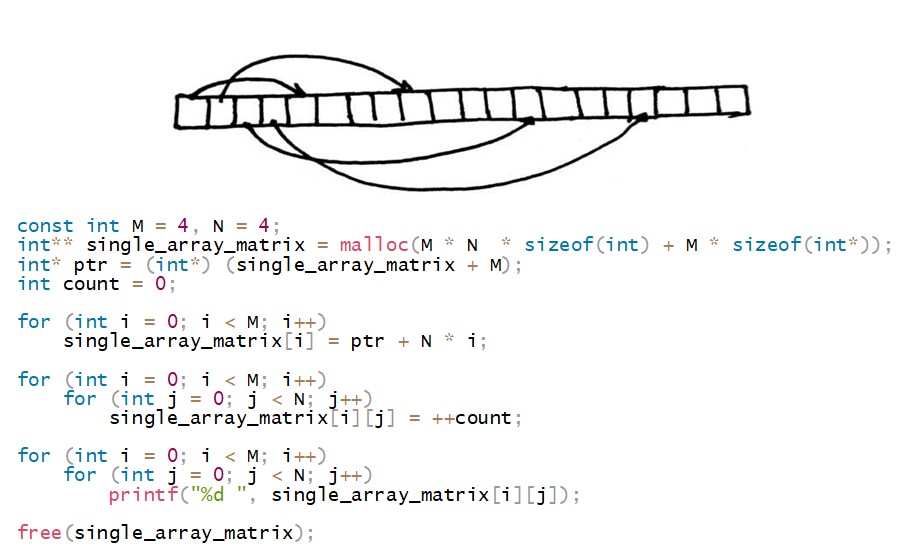 const int M = 4, N = 4;
int** single_array_matrix = malloc(M * N  * sizeof(int) + M * sizeof(int*));
int* ptr = (int*) (single_array_matrix + M);
int count = 0;

for (int i = 0; i < M; i++)
    single_array_matrix[i] = ptr + N * i;

for (int i = 0; i < M; i++)
    for (int j = 0; j < N; j++)
        single_array_matrix[i][j] = ++count;

for (int i = 0; i < M; i++)
    for (int j = 0; j < N; j++)
        printf("%d ", single_array_matrix[i][j]);

free(single_array_matrix);